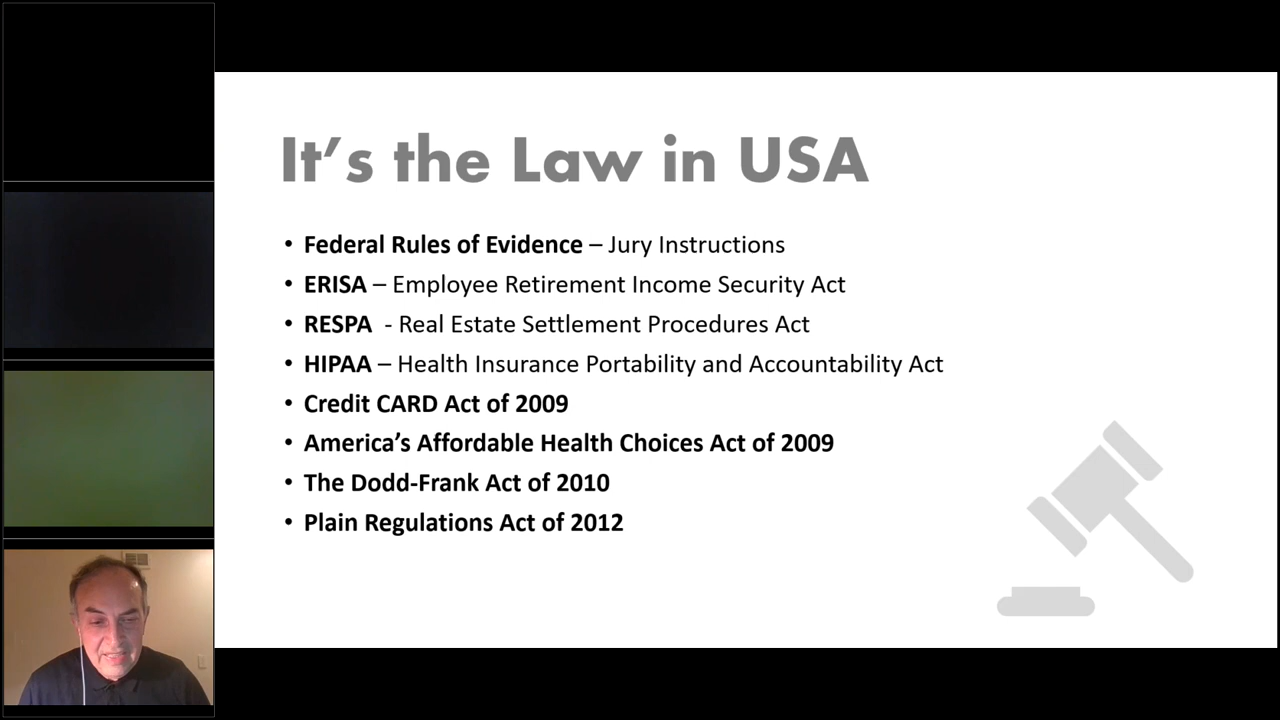 It's the Law in USA
• Federal Rules of Evidence – Jury Instructions
• ERISA – Employee Retirement Income Security Act
• RESPA - Real Estate Settlement Procedures Act
• HIPAA – Health Insurance Portability and Accountability Act
• Credit CARD Act of 2009
• America's Affordable Health Choices Act of 2009
• The Dodd-Frank Act of 2010
• Plain Regulations Act of 2012